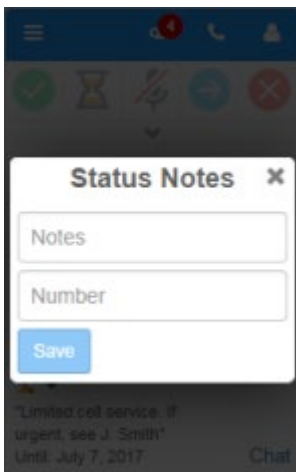 4
Status Notes
Notes
Number
Save
"Limited cell service. If
urgent, see J. Smith"
Until: July 7, 2017
Chat